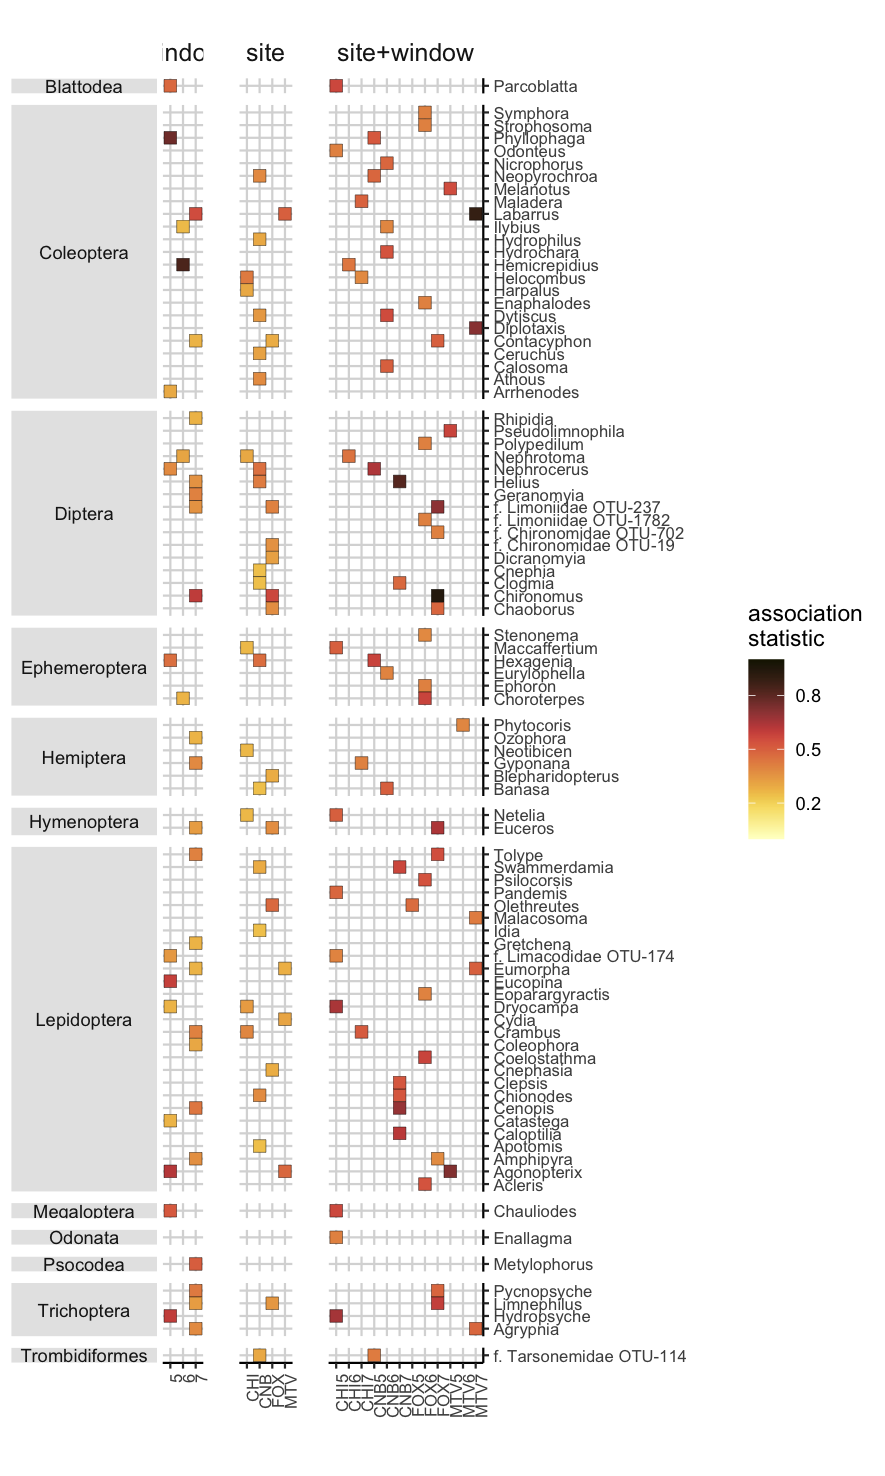 indo site site+window
Blattodea
Parcoblatta
Coleoptera
Symphora
Strophosoma
Phyllophaga
Odonteus
Nicrophorus
Neopyrochroa
Melanotus
Maladera
Labarrus
Ilybius
Hydrophilus
Hydrochara
Hemicrepidius
Helocombus
Harpalus
Enaphalodes
Dytiscus
Diplotaxis
Contacyphon
Ceruchus
Calosoma
Athous
Arrhenodes
Diptera
Rhipidia
Pseudolimnophila
Polypedilum
Nephrotoma
Nephrocerus
Helius
Geranomyia
f. Limoniidae OTU-237
f. Limoniidae OTU-1782
f. Chironomidae OTU-702
f. Chironomidae OTU-19
Dicranomyia
Cnephia
Clogmia
Chironomus
Chaoborus
Ephemeroptera
Stenonema
Maccaffertium
Hexagenia
Eurylophella
Ephoron
Choroterpes
Hemiptera
Phytocoris
Ozophora
Neotibicen
Gyponana
Blepharidopterus
Banasa
Hymenoptera
Netelia
Euceros
Lepidoptera
Tolype
Swammerdamia
Psilocorsis
Pandemis
Olethreutes
Malacosoma
Idia
Gretchena
f. Limacodidae OTU-174
Eumorpha
Eucopina
Eoparargyractis
Dryocampa
Cydia
Crambus
Coleophora
Coelostathma
Cnephasia
Clepsis
Chionodes
Cenopis
Catastega
Caloptilia
Apotomis
Amphipyra
Agonopterix
Acleris
Megaloptera
Chauliodes
Odonata
Enallagma
Psocodea
Metylophorus
Trichoptera
Pycnopsyche
Limnephilus
Hydropsyche
Agrypnia
Trombidiformes
f. Tarsonemidae OTU-114
5
6
7
CHI
CNB
FOX
MTV
CHI5
CHI6
CHI7
CNB5
CNB6
CNB7
FOX5
FOX6
FOX7
MTV5
MTV6
MTV7
association
statistic
0.8
0.5
0.2